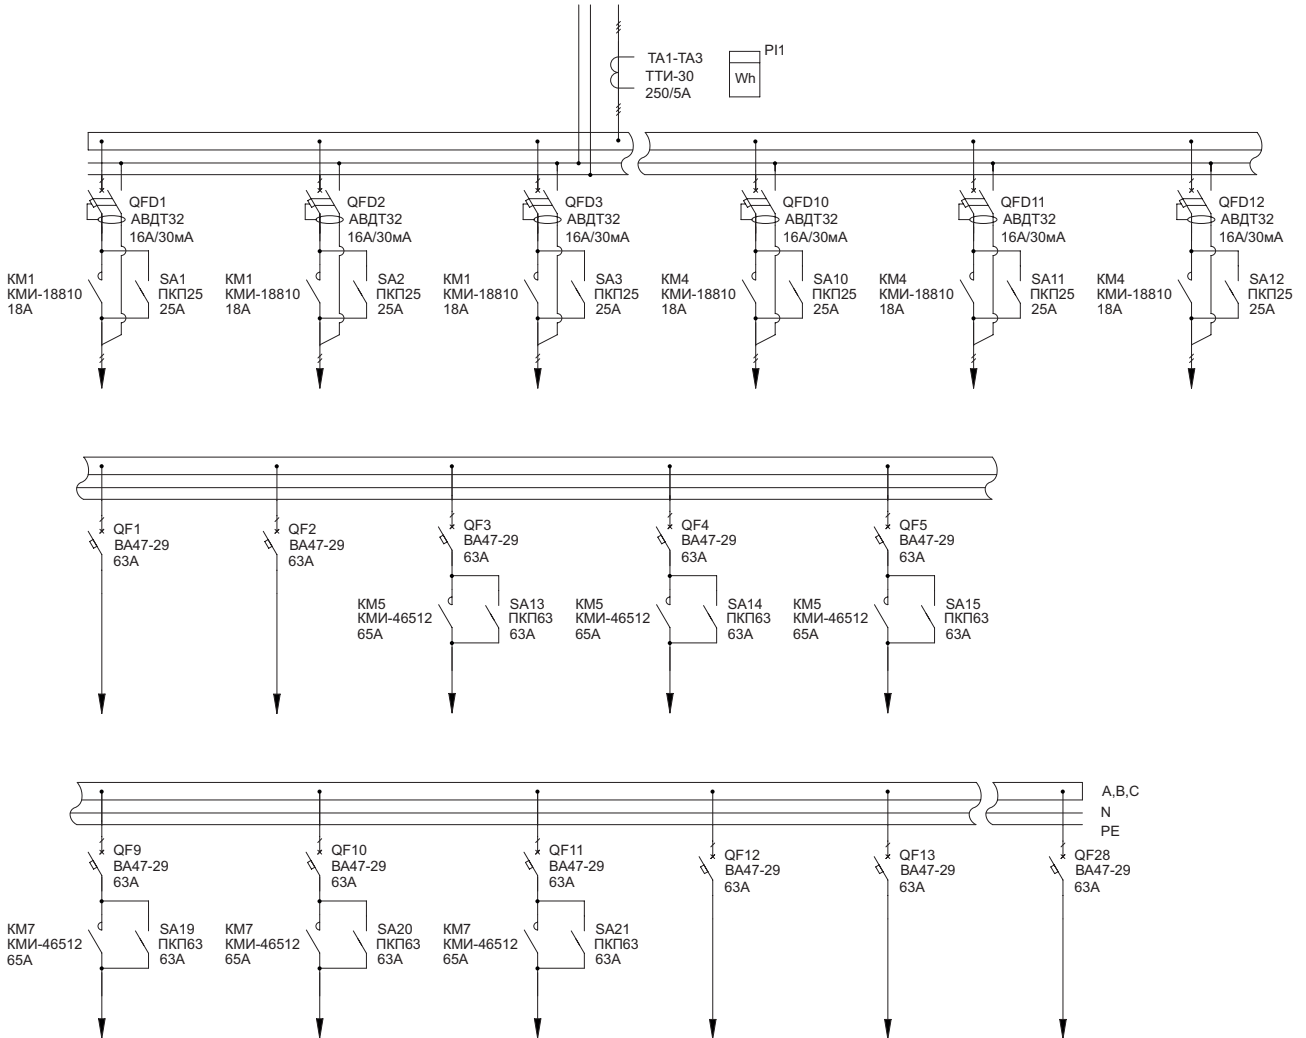 TA1-TA3
ТТИ-30
250/5А
PI1
Wh
QFD1
АВДТ32
16А/30мА
QFD2
АВДТ32
16А/30мА
QFD3
АВДТ32
16А/30мА
QFD10
АВДТ32
16А/30мА
QFD11
АВДТ32
16А/30мА
QFD12
АВДТ32
16А/30мА
КМ1
КМИ-18810
18А
SA1
ПКП25
25А
КМ1
КМИ-18810
18А
SA2
ПКП25
25А
КМ1
КМИ-18810
18А
SA3
ПКП25
25А
КМ4
КМИ-18810
18А
SA10
ПКП25
25А
КМ4
КМИ-18810
18А
SA11
ПКП25
25А
КМ4
КМИ-18810
18А
SA12
ПКП25
25А
QF1
ВА47-29
63А
QF2
ВА47-29
63А
QF3
ВА47-29
63А
QF4
ВА47-29
63А
QF5
ВА47-29
63А
КМ5
КМИ-46512
65А
SA13
ПКП63
63А
КМ5
КМИ-46512
65А
SA14
ПКП63
63А
КМ5
КМИ-46512
65А
SA15
ПКП63
63А
A,B,C
N
PE
QF9
ВА47-29
63А
QF10
ВА47-29
63А
QF11
ВА47-29
63А
QF12
ВА47-29
63А
QF13
ВА47-29
63А
QF28
ВА47-29
63А
КМ7
КМИ-46512
65А
SA19
ПКП63
63А
КМ7
КМИ-46512
65А
SA20
ПКП63
63А
КМ7
КМИ-46512
65А
SA21
ПКП63
63А